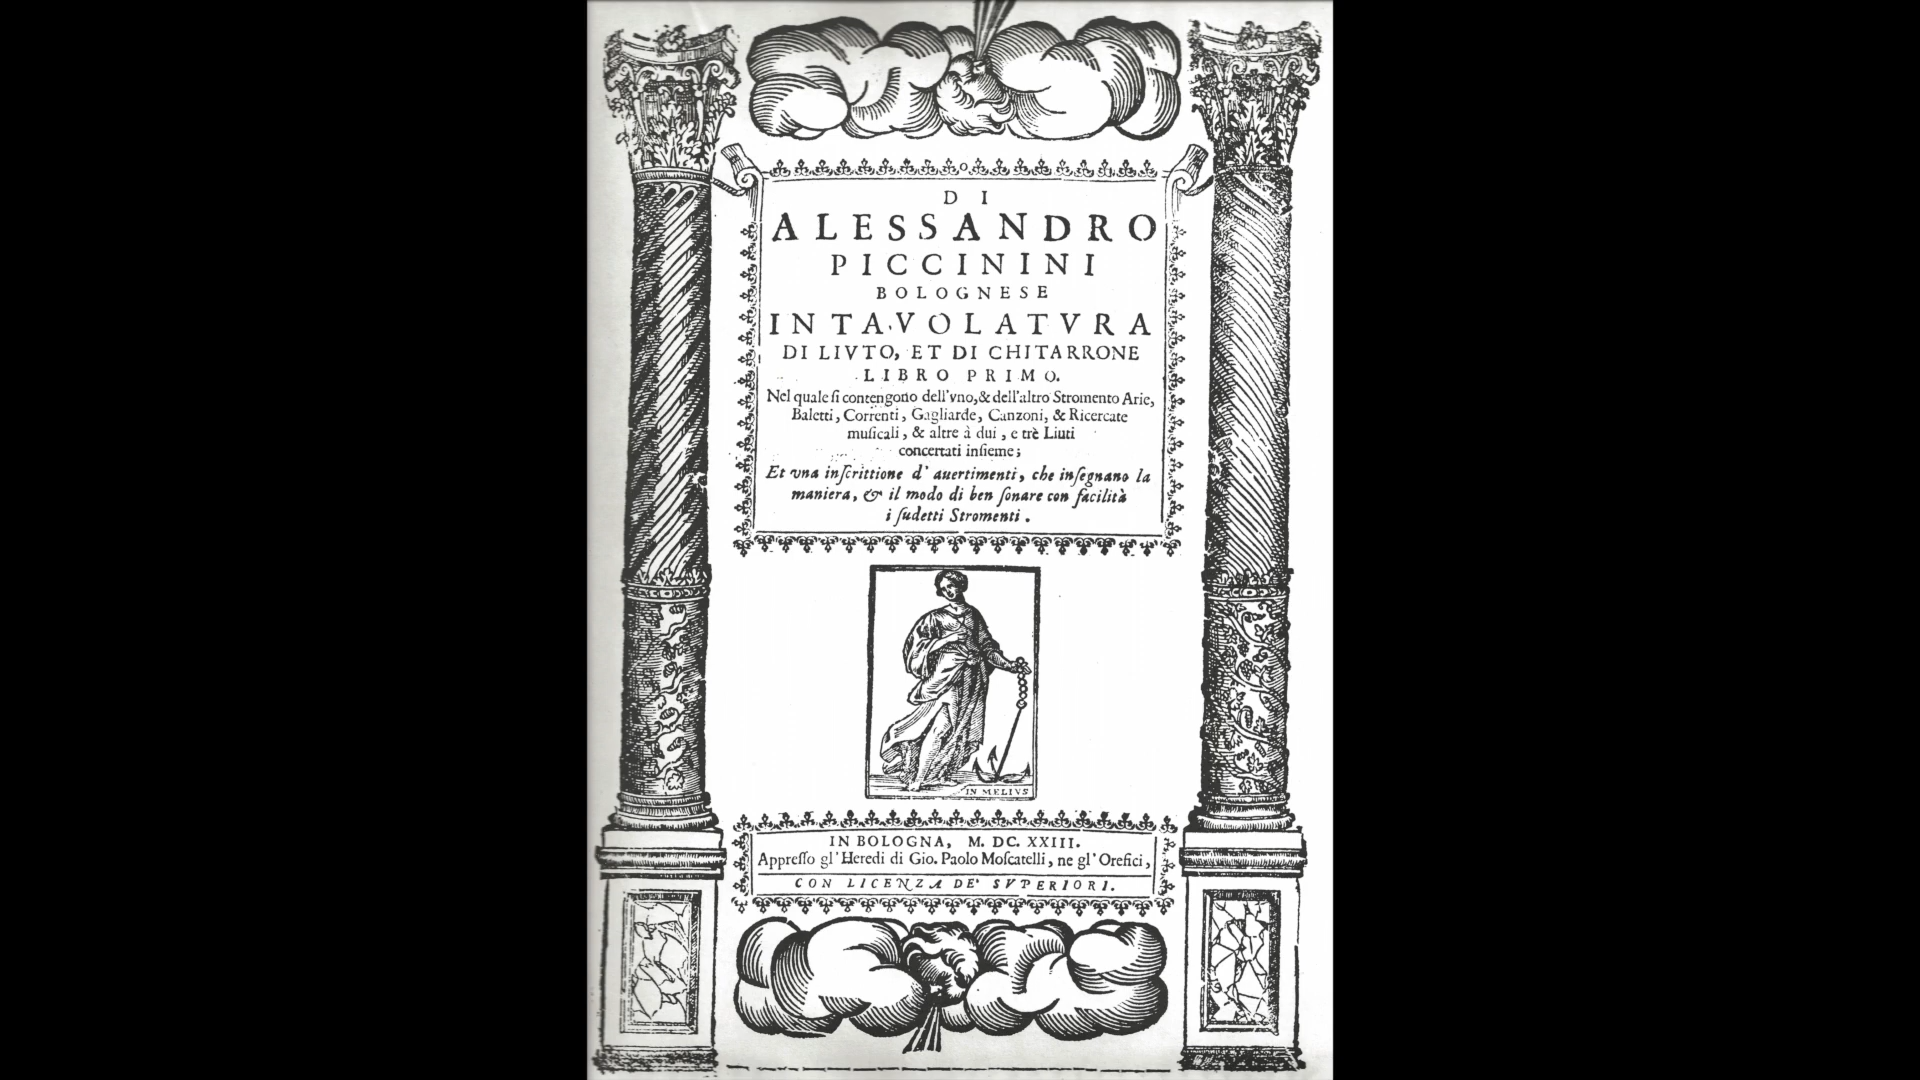 DI
ALESSANDRO
PICCININI
BOLOGNESE
INTAVOLATVRA
DI LIVTO, ET DI CHITARRONE
LIBRO PRIMO.
Nel quale ſi contengono dell'vno, & dell'altro Stromento Arie,
Baletti, Correnti, Gagliarde, Canzoni, & Ricercate
muſicali, & altre à dui, e trè Liuti
concertati inſieme;
Et vna inſcrittione d' auertimenti, che inſegnano la
maniera, & il modo di ben ſonare con facilità
i ſudetti Stromenti.
IN MELIVS
IN BOLOGNA, M. DC. XXIII.
Appreſſo gl'Heredi di Gio. Paolo Moſcatelli, ne gl'Orefici,
CON LICENZA DE' SVPERIORI.